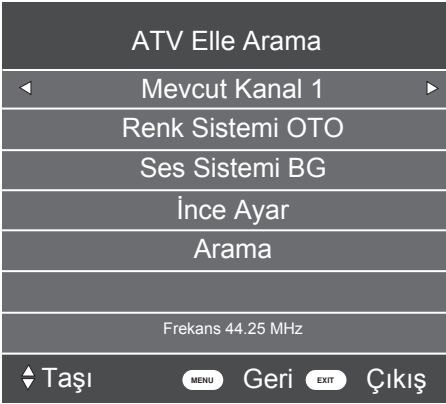 ATV Elle Arama
Mevcut Kanal 1
Renk Sistemi OTO
Ses Sistemi BG
İnce Ayar
Arama
Frekans 44.25 MHz
Taşı MENU Geri EXIT Çıkış